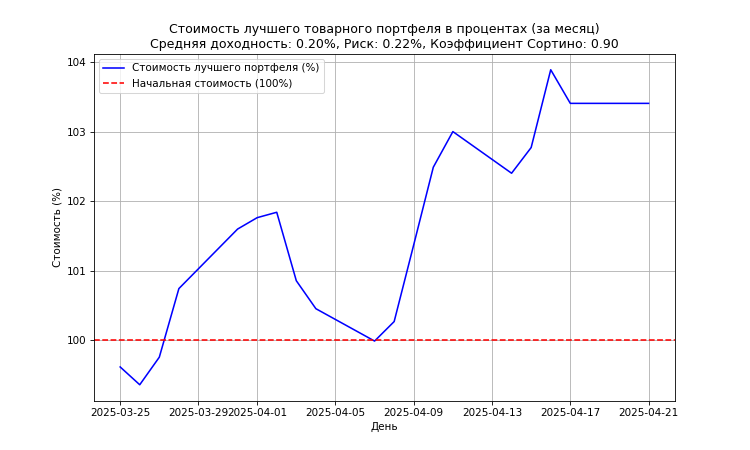 Стоимость лучшего товарного портфеля в процентах (за месяц)
Средняя доходность: 0.20%, Риск: 0.22%, Коэффициент Сортино: 0.90
Стоимость лучшего портфеля (%)
Начальная стоимость (100%)
Стоимость (%)
104
103
102
101
100
2025-03-25 2025-03-29 2025-04-01 2025-04-05 2025-04-09 2025-04-13 2025-04-17 2025-04-21
День